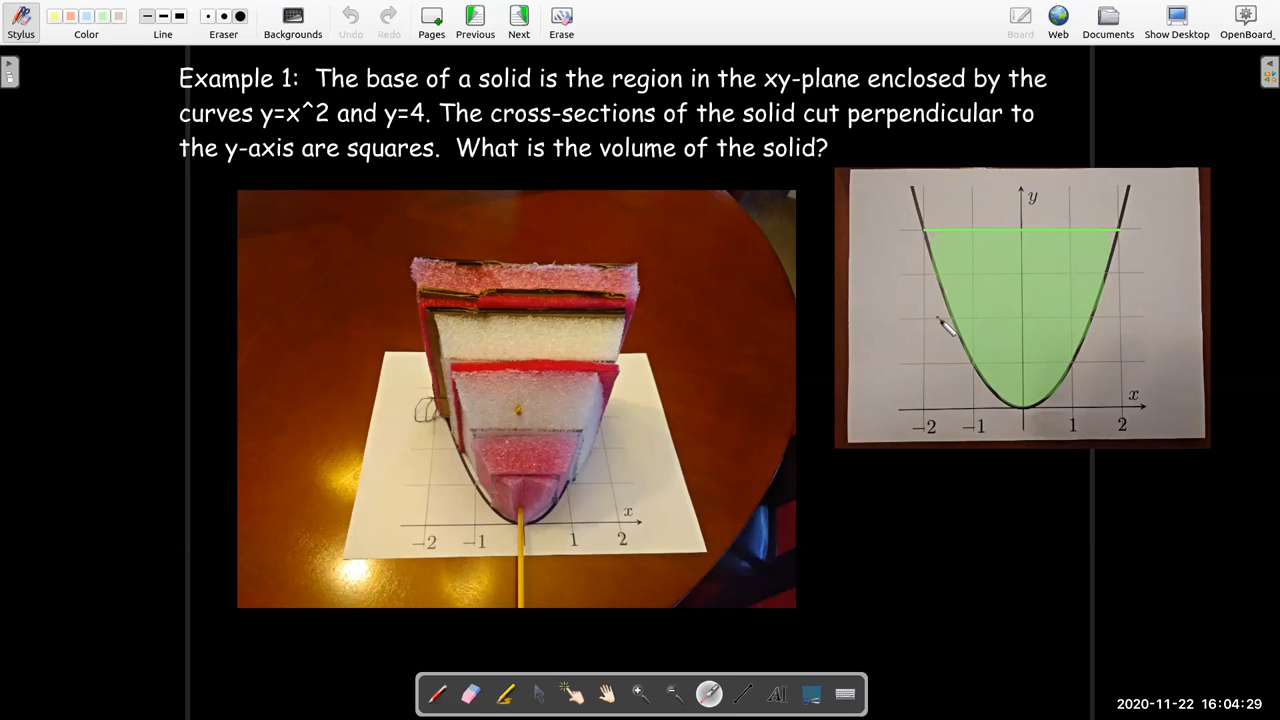 Stylus
Color
Line
Eraser
Backgrounds
Undo
Redo
Pages
Previous
Next
Erase
Board
Web
Documents
Show Desktop
OpenBoard
Example 1: The base of a solid is the region in the xy-plane enclosed by the
curves y=x^2 and y=4. The cross-sections of the solid cut perpendicular to
the y-axis are squares. What is the volume of the solid?
y
x
−2 −1 1 2
x
−2 −1 1 2
AI
2020-11-22 16:04:29